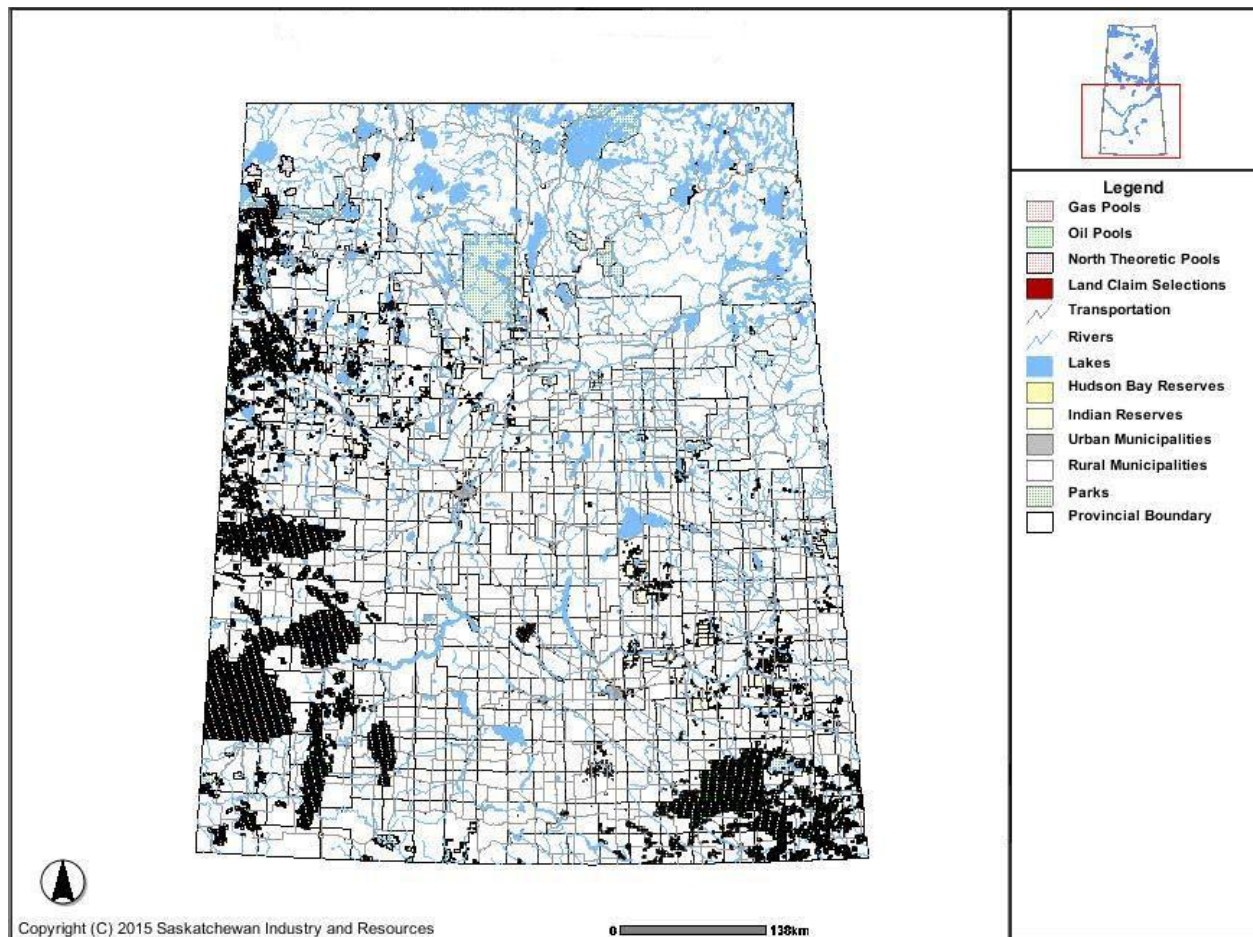 Legend
Gas Pools
Oil Pools
North Theoretic Pools
Land Claim Selections
Transportation
Rivers
Lakes
Hudson Bay Reserves
Indian Reserves
Urban Municipalities
Rural Municipalities
Parks
Provincial Boundary
Copyright (C) 2015 Saskatchewan Industry and Resources
0 138km